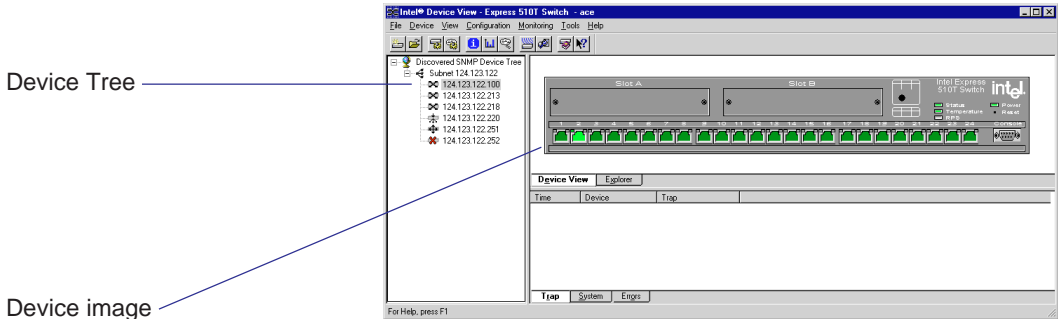 Intel® Device View - Express 510T Switch - ace
File Device View Configuration Monitoring Tools Help
Device Tree
Discovered SNMP Device Tree
Subnet 124.123.122
124.123.122.100
124.123.122.213
124.123.122.218
124.123.122.220
124.123.122.251
124.123.122.252
Slot A
Slot B
Intel Express
510T Switch
intel.
Status
Power
Temperature
Reset
RPS
Console
1 2 3 4 5 6 7 8 9 10 11 12 13 14 15 16 17 18 19 20 21 22 23 24
Device View Explorer
Time Device Trap
Device image
Trap System Errors
For Help, press F1